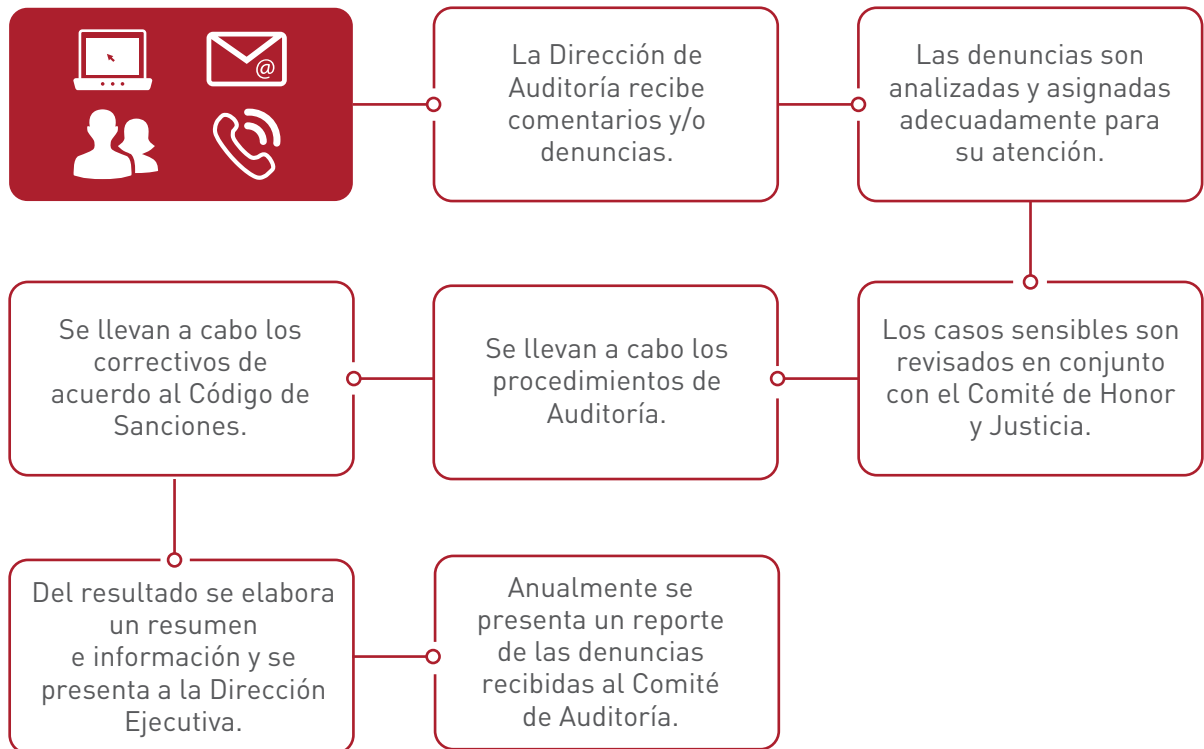 @
La Dirección de
Auditoría recibe
comentarios y/o
denuncias.
Las denuncias son
analizadas y asignadas
adecuadamente para
su atención.
Los casos sensibles son
revisados en conjunto
con el Comité de Honor
y Justicia.
Se llevan a cabo los
procedimientos de
Auditoría.
Se llevan a cabo los
correctivos de
acuerdo al Código de
Sanciones.
Del resultado se elabora
un resumen
e información y se
presenta a la Dirección
Ejecutiva.
Anualmente se
presenta un reporte
de las denuncias
recibidas al Comité
de Auditoría.